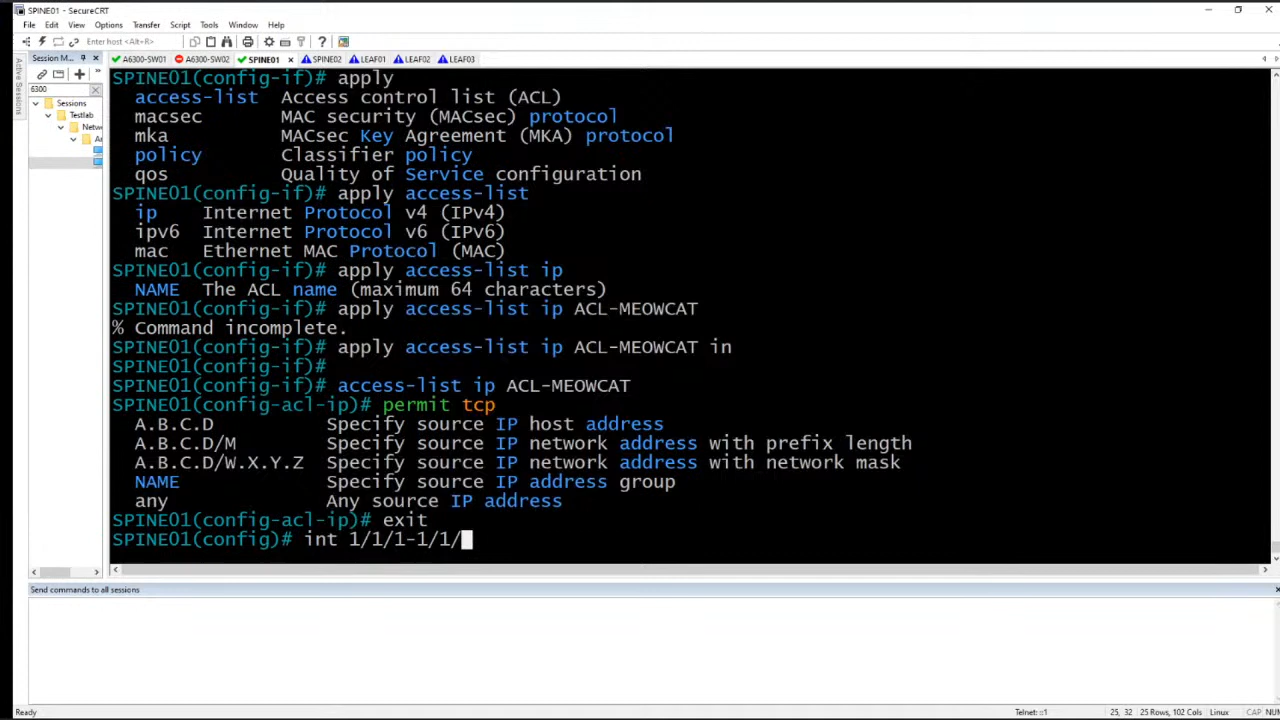 SPINE01 - SecureCRT
File Edit View Options Transfer Script Tools Window Help
Enter host <Alt+R>
Session M...
A6300-SW01 A6300-SW02 SPINE01 SPINE02 LEAF01 LEAF02 LEAF03
Active Sessions
6300
Sessions
Testlab
Netw
SPINE01(config-if)# apply
access-list Access control list (ACL)
macsec MAC security (MACsec) protocol
mka MACsec Key Agreement (MKA) protocol
policy Classifier policy
qos Quality of Service configuration
SPINE01(config-if)# apply access-list
ip Internet Protocol v4 (IPv4)
ipv6 Internet Protocol v6 (IPv6)
mac Ethernet MAC Protocol (MAC)
SPINE01(config-if)# apply access-list ip
NAME The ACL name (maximum 64 characters)
SPINE01(config-if)# apply access-list ip ACL-MEOWCAT
% Command incomplete.
SPINE01(config-if)# apply access-list ip ACL-MEOWCAT in
SPINE01(config-if)#
SPINE01(config-if)# access-list ip ACL-MEOWCAT
SPINE01(config-acl-ip)# permit tcp
A.B.C.D Specify source IP host address
A.B.C.D/M Specify source IP network address with prefix length
A.B.C.D/W.X.Y.Z Specify source IP network address with network mask
NAME Specify source IP address group
any Any source IP address
SPINE01(config-acl-ip)# exit
SPINE01(config)# int 1/1/1-1/1/
Send commands to all sessions
Ready
Telnet: :1 25, 32 25 Rows, 102 Cols Linux CAP NUM